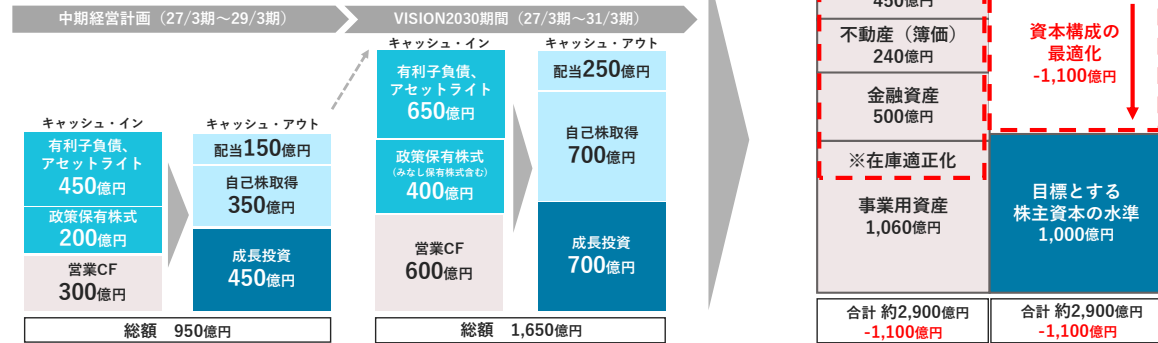 中期経営計画（27/3期～29/3期）
VISION2030期間（27/3期～31/3期）
キャッシュ・イン
有利子負債、
アセットライト
450億円
政策保有株式
200億円
営業CF
300億円
キャッシュ・アウト
配当150億円
自己株取得
350億円
成長投資
450億円
総額　950億円
キャッシュ・イン
有利子負債、
アセットライト
650億円
政策保有株式
（みなし保有株式含む）
400億円
営業CF
600億円
キャッシュ・アウト
配当250億円
自己株取得
700億円
成長投資
700億円
総額　1,650億円
450億円
不動産（簿価）
240億円
金融資産
500億円
※在庫適正化
事業用資産
1,060億円
合計 約2,900億円
-1,100億円
資本構成の
最適化
-1,100億円
目標とする
株主資本の水準
1,000億円
合計 約2,900億円
-1,100億円